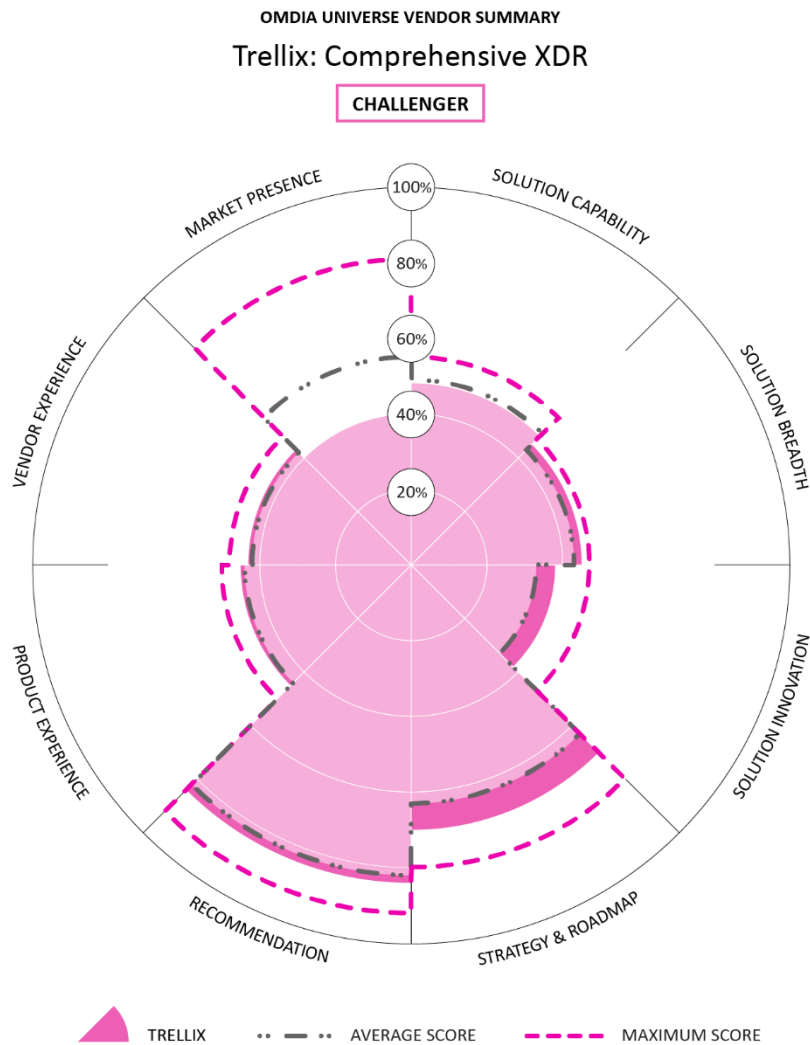 OMDIA UNIVERSE VENDOR SUMMARY
Trellix: Comprehensive XDR
CHALLENGER
MARKET PRESENCE
SOLUTION CAPABILITY
100%
80%
60%
40%
20%
VENDOR EXPERIENCE
SOLUTION BREADTH
PRODUCT EXPERIENCE
SOLUTION INNOVATION
RECOMMENDATION
STRATEGY & ROADMAP
TRELLIX
AVERAGE SCORE
MAXIMUM SCORE